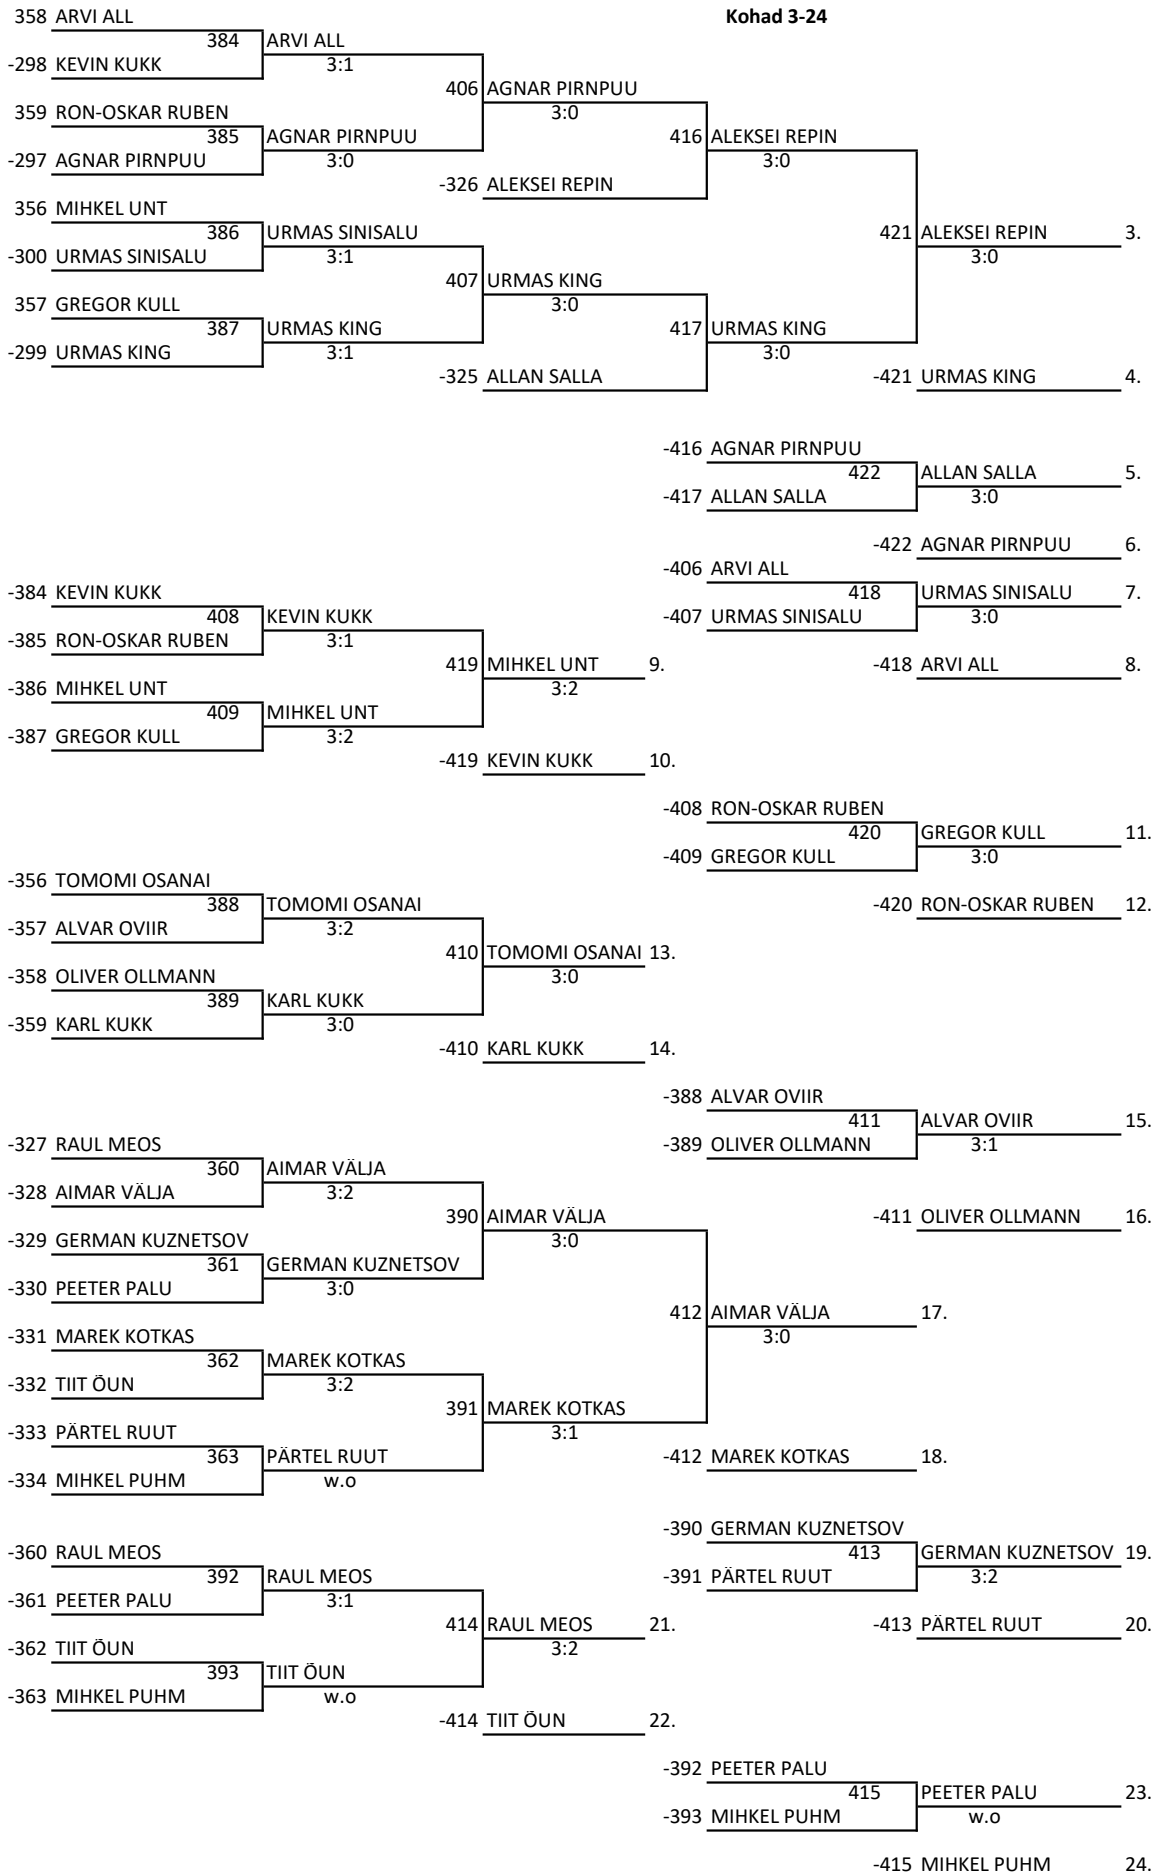 358 ARVI ALL Kohad 3-24
384 ARVI ALL
-298 KEVIN KUKK 3:1
406 AGNAR PIRNPUU
359 RON-OSKAR RUBEN 3:0
385 AGNAR PIRNPUU 416 ALEKSEI REPIN
-297 AGNAR PIRNPUU 3:0 3:0
-326 ALEKSEI REPIN
356 MIHKEL UNT
386 URMAS SINISALU 421 ALEKSEI REPIN 3.
-300 URMAS SINISALU 3:1 3:0
407 URMAS KING
357 GREGOR KULL 3:0
387 URMAS KING 417 URMAS KING
-299 URMAS KING 3:1 3:0
-325 ALLAN SALLA -421 URMAS KING 4.
-416 AGNAR PIRNPUU
422 ALLAN SALLA 5.
-417 ALLAN SALLA 3:0
-422 AGNAR PIRNPUU 6.
-406 ARVI ALL
-384 KEVIN KUKK 418 URMAS SINISALU 7.
408 KEVIN KUKK -407 URMAS SINISALU 3:0
-385 RON-OSKAR RUBEN 3:1
419 MIHKEL UNT 9. -418 ARVI ALL 8.
-386 MIHKEL UNT 3:2
409 MIHKEL UNT
-387 GREGOR KULL 3:2
-419 KEVIN KUKK 10.
-408 RON-OSKAR RUBEN
420 GREGOR KULL 11.
-409 GREGOR KULL 3:0
-356 TOMOMI OSANAI
388 TOMOMI OSANAI -420 RON-OSKAR RUBEN 12.
-357 ALVAR OVIIR 3:2
410 TOMOMI OSANAI 13.
-358 OLIVER OLLMANN 3:0
389 KARL KUKK
-359 KARL KUKK 3:0
-410 KARL KUKK 14.
-388 ALVAR OVIIR
411 ALVAR OVIIR 15.
-327 RAUL MEOS -389 OLIVER OLLMANN 3:1
360 AIMAR VÄLJA
-328 AIMAR VÄLJA 3:2
390 AIMAR VÄLJA -411 OLIVER OLLMANN 16.
-329 GERMAN KUZNETSOV 3:0
361 GERMAN KUZNETSOV
-330 PEETER PALU 3:0
412 AIMAR VÄLJA 17.
-331 MAREK KOTKAS 3:0
362 MAREK KOTKAS
-332 TIIT ÕUN 3:2
391 MAREK KOTKAS
-333 PÄRTEL RUUT 3:1
363 PÄRTEL RUUT -412 MAREK KOTKAS 18.
-334 MIHKEL PUHM w.o
-390 GERMAN KUZNETSOV
-360 RAUL MEOS 413 GERMAN KUZNETSOV 19.
392 RAUL MEOS -391 PÄRTEL RUUT 3:2
-361 PEETER PALU 3:1
414 RAUL MEOS 21. -413 PÄRTEL RUUT 20.
-362 TIIT ÕUN 3:2
393 TIIT ÕUN
-363 MIHKEL PUHM w.o
-414 TIIT ÕUN 22.
-392 PEETER PALU
415 PEETER PALU 23.
-393 MIHKEL PUHM w.o
-415 MIHKEL PUHM 24.